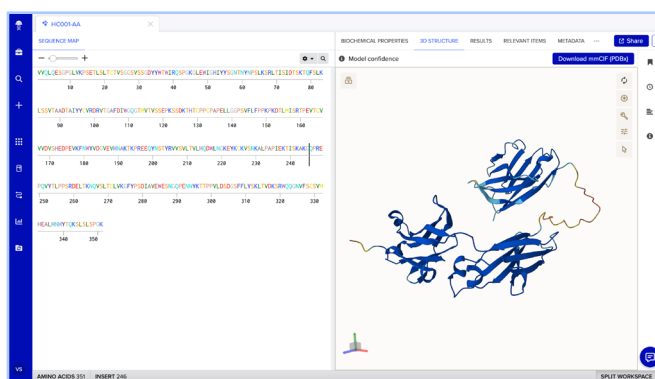 HC001-AA
SEQUENCE MAP
VVQLQESGPSLVKPSETLSLTCTVSGGSVSSGDYYWTWIRQSPGKGLEWIGHIYYSGNTNYNPSLKSRLTISIDTSKTQFSLK
10 20 30 40 50 60 70 80
LSSVTAADTAIYYCVRDRVTGAFDIWGQGTMVTVSSEPKSSDKTHTCPPCPAPELLGGPSVFLFPPKPKDTLMISRTPEVTCV
90 100 110 120 130 140 150 160
VVDVSHEDPEVKFNWYVDGVEVHNAKTKPREEQYNSTYRVVSVLTVLHQDWLNGKEYKCKVSNKALPAPIEKTISKAKGQPRE
170 180 190 200 210 220 230 240
PQVYTLPPSRDELTKNQVSLTCLVKGFYPSDIAVEWESNGQPENNYKTTPPVLDSDGSFFLYSKLTVDKSRWQQGNVFSCSVM
250 260 270 280 290 300 310 320 330
HEALHNHYTQKSLSLSPGK
340 350
BIOCHEMICAL PROPERTIES 3D STRUCTURE RESULTS RELEVANT ITEMS METADATA ... Share
Model confidence Download mmCIF (PDBx)
VS
AMINO ACIDS 351 INSERT 246 SPLIT WORKSPACE